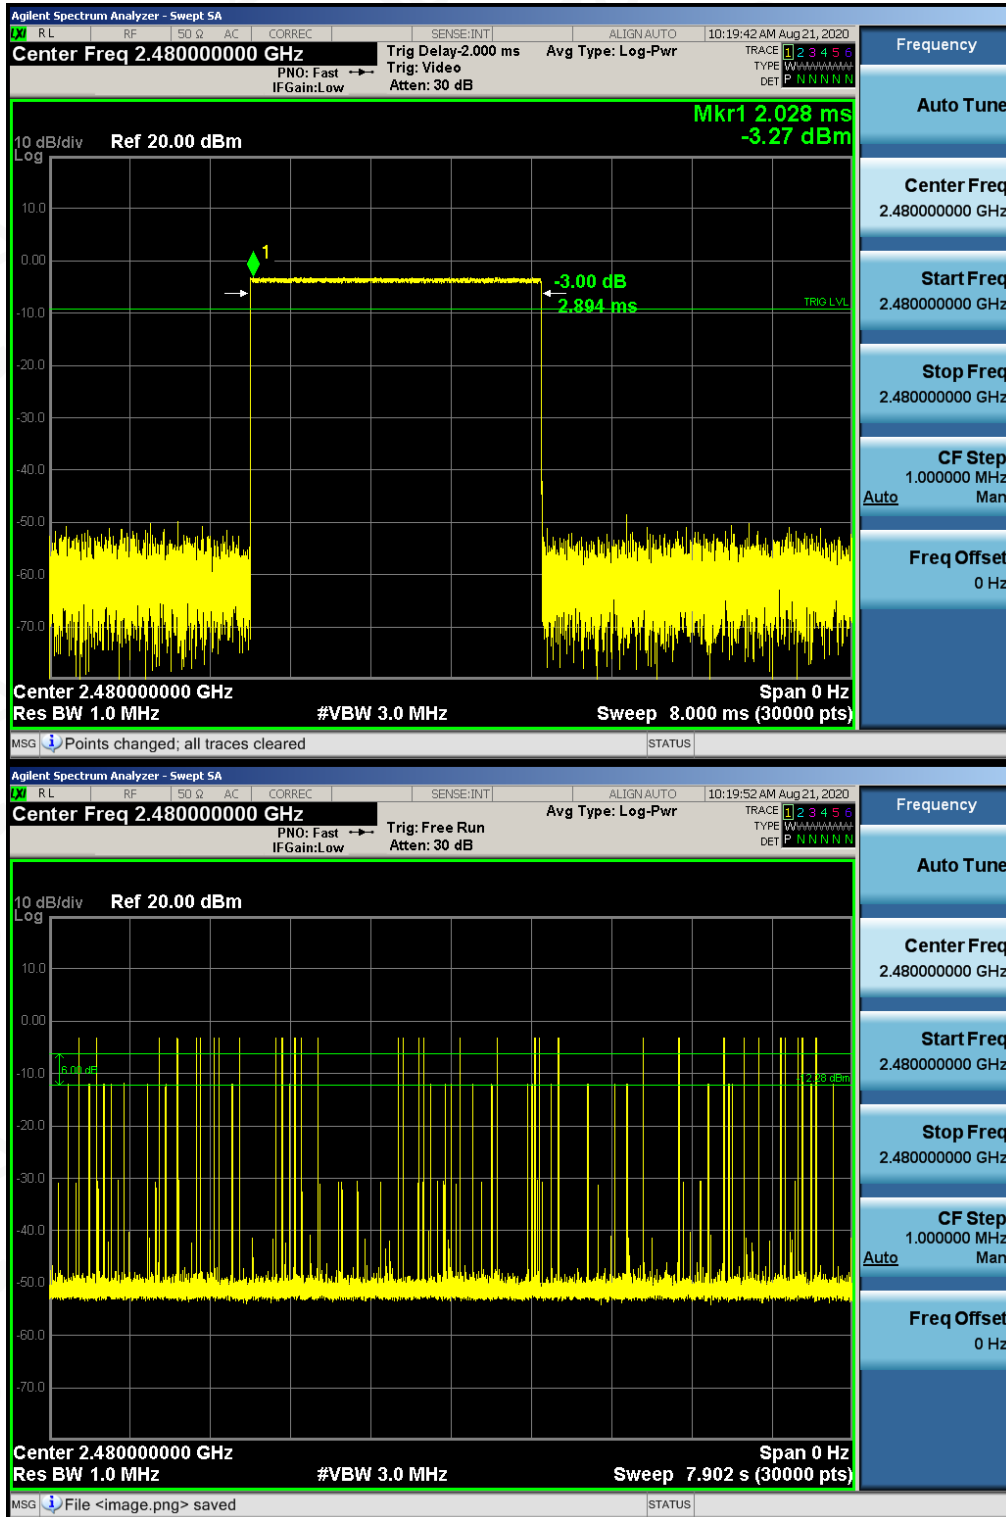 Agilent Spectrum Analyzer - Swept SA
LXI RL RF 50 Ω AC CORREC SENSE:INT ALIGN AUTO 10:19:42 AM Aug 21, 2020
Center Freq 2.480000000 GHz
PNO: Fast
IFGain:Low
Trig Delay-2.000 ms
Trig: Video
Atten: 30 dB
Avg Type: Log-Pwr
TRACE 1 2 3 4 5 6
TYPE WWWWWW
DET P N N N N N
Mkr1 2.028 ms
-3.27 dBm
10 dB/div Ref 20.00 dBm
Log
10.0
0.00
-10.0
-20.0
-30.0
-40.0
-50.0
-60.0
-70.0
1
-3.00 dB
2.894 ms
TRIG LVL
Center 2.480000000 GHz Span 0 Hz
Res BW 1.0 MHz #VBW 3.0 MHz Sweep 8.000 ms (30000 pts)
MSG Points changed; all traces cleared STATUS
Frequency
Auto Tune
Center Freq
2.480000000 GHz
Start Freq
2.480000000 GHz
Stop Freq
2.480000000 GHz
CF Step
1.000000 MHz
Auto Man
Freq Offset
0 Hz
Agilent Spectrum Analyzer - Swept SA
LXI RL RF 50 Ω AC CORREC SENSE:INT ALIGN AUTO 10:19:52 AM Aug 21, 2020
Center Freq 2.480000000 GHz
PNO: Fast
IFGain:Low
Trig: Free Run
Atten: 30 dB
Avg Type: Log-Pwr
TRACE 1 2 3 4 5 6
TYPE WWWWWW
DET P N N N N N
10 dB/div Ref 20.00 dBm
Log
10.0
0.00
-10.0
-20.0
-30.0
-40.0
-50.0
-60.0
-70.0
6.00 dB
-12.28 dBm
Center 2.480000000 GHz Span 0 Hz
Res BW 1.0 MHz #VBW 3.0 MHz Sweep 7.902 s (30000 pts)
MSG File <image.png> saved STATUS
Frequency
Auto Tune
Center Freq
2.480000000 GHz
Start Freq
2.480000000 GHz
Stop Freq
2.480000000 GHz
CF Step
1.000000 MHz
Auto Man
Freq Offset
0 Hz